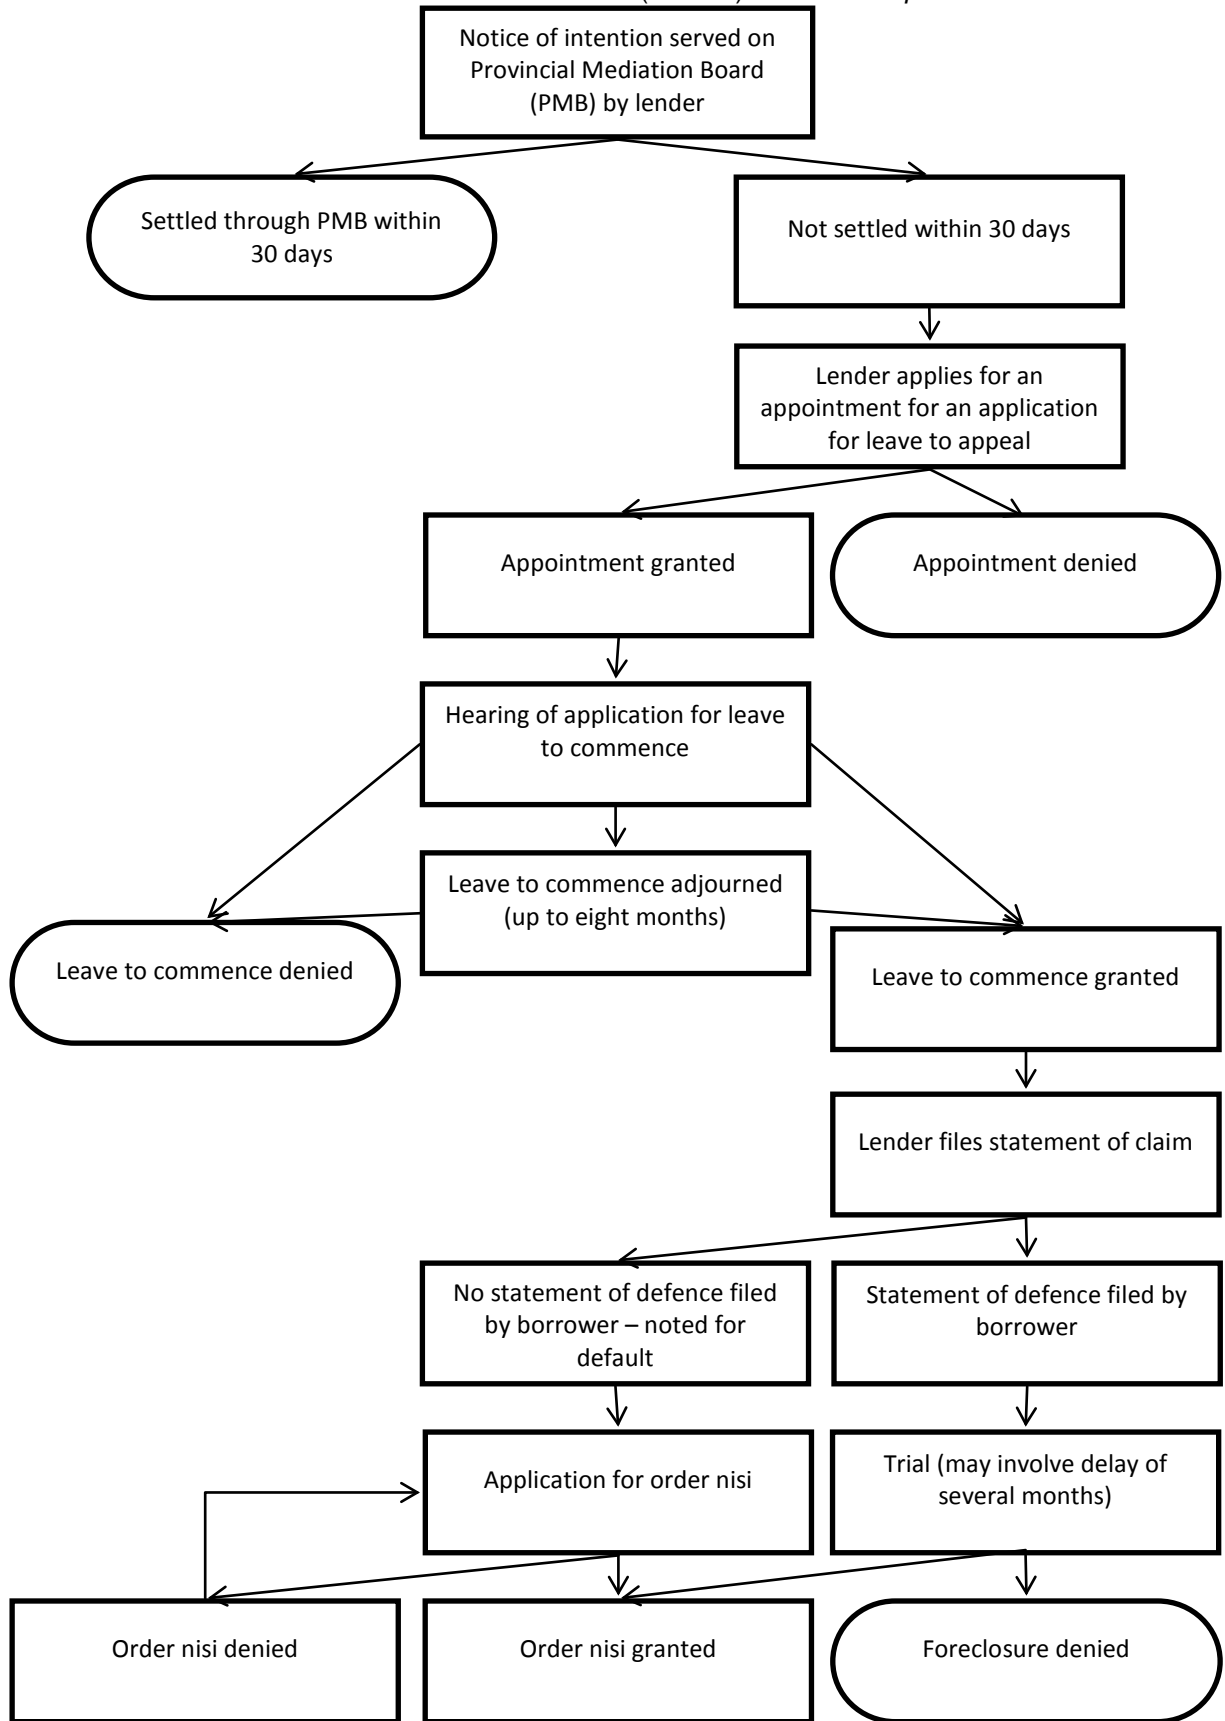 Notice of intention served on
Provincial Mediation Board
(PMB) by lender
Settled through PMB within
30 days
Not settled within 30 days
Lender applies for an
appointment for an application
for leave to appeal
Appointment granted
Appointment denied
Hearing of application for leave
to commence
Leave to commence adjourned
(up to eight months)
Leave to commence denied
Leave to commence granted
Lender files statement of claim
No statement of defence filed
by borrower – noted for
default
Statement of defence filed by
borrower
Application for order nisi
Trial (may involve delay of
several months)
Order nisi denied
Order nisi granted
Foreclosure denied